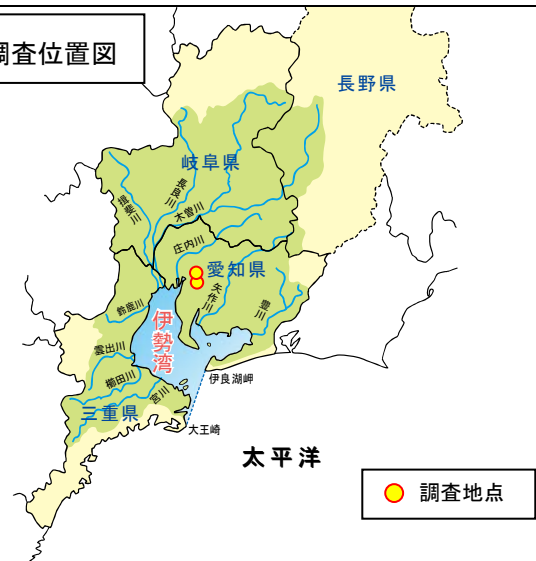 調査位置図
長野県
岐阜県
揖斐川
長良川
木曽川
庄内川
愛知県
矢作川
豊川
鈴鹿川
伊勢湾
雲出川
櫛田川
宮川
三重県
伊良湖岬
大王崎
太平洋
調査地点